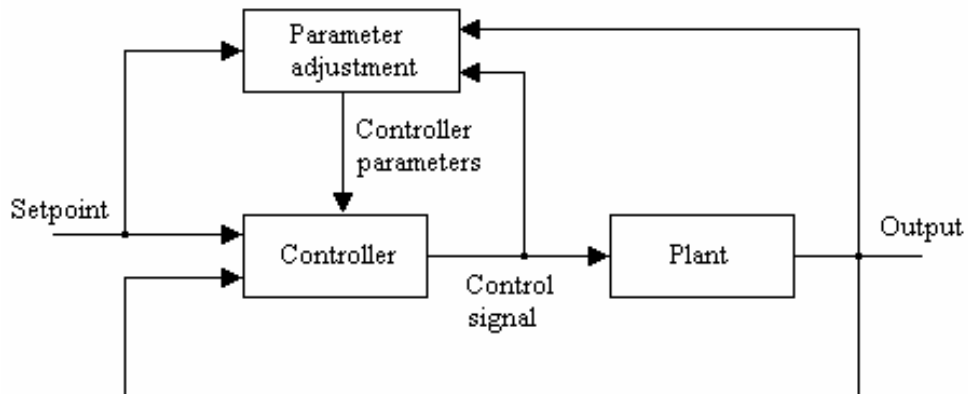 Parameter
adjustment
Controller
parameters
Setpoint
Controller
Control
signal
Plant
Output